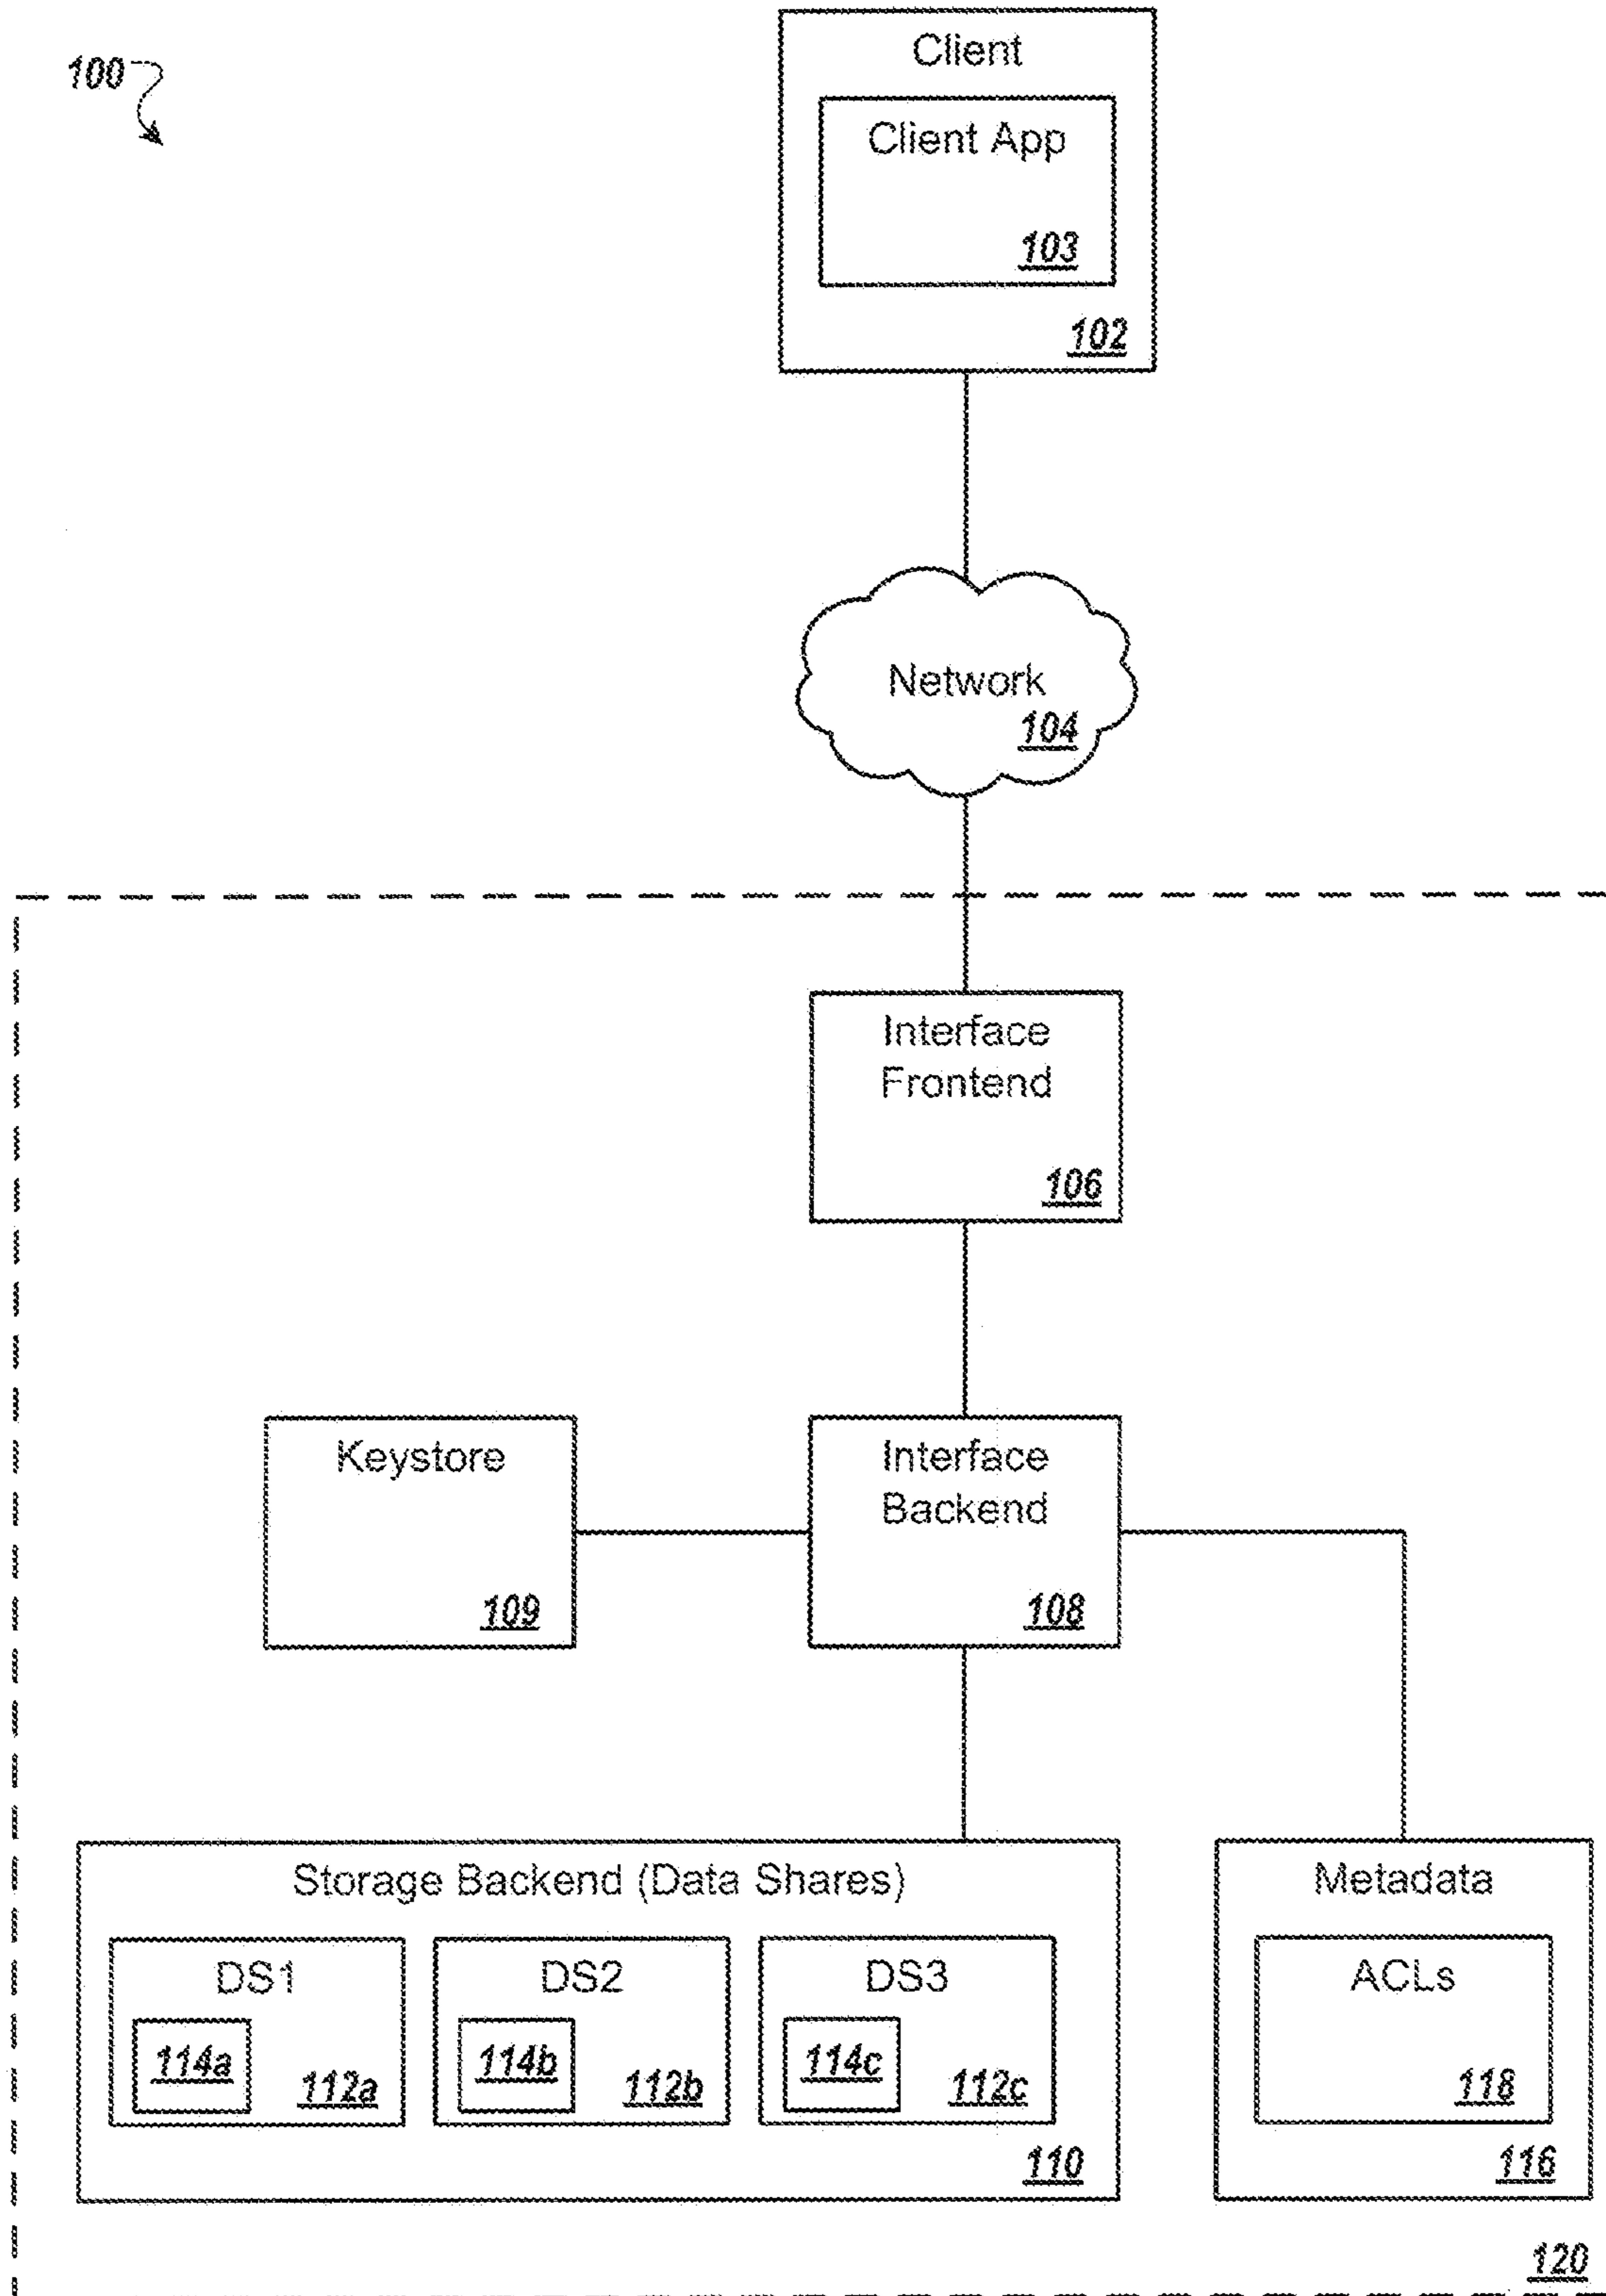 100
Client
Client App
103
102
Network
104
Interface
Frontend
106
Keystore
109
Interface
Backend
108
Storage Backend (Data Shares)
DS1
114a
112a
DS2
114b
112b
DS3
114c
112c
110
Metadata
ACLs
118
116
120